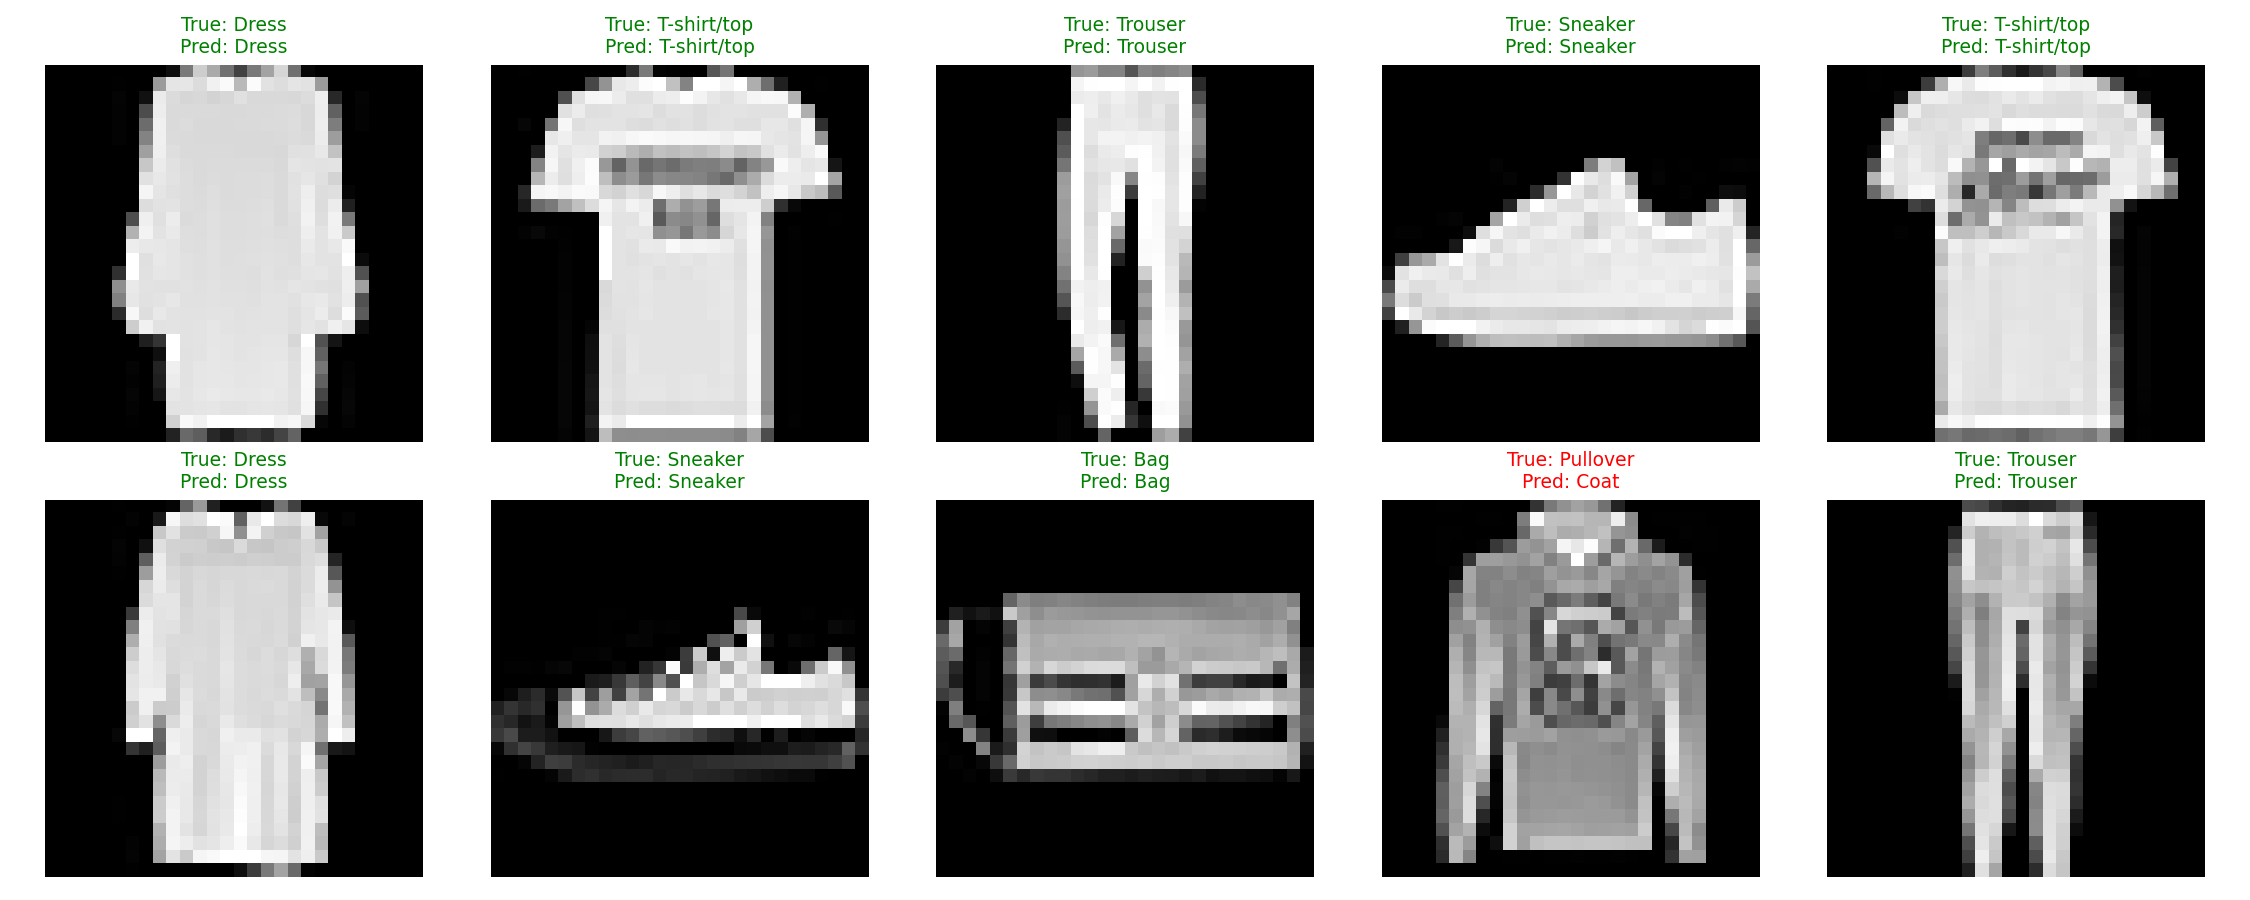 True: Dress
Pred: Dress
True: T-shirt/top
Pred: T-shirt/top
True: Trouser
Pred: Trouser
True: Sneaker
Pred: Sneaker
True: T-shirt/top
Pred: T-shirt/top
True: Dress
Pred: Dress
True: Sneaker
Pred: Sneaker
True: Bag
Pred: Bag
True: Pullover
Pred: Coat
True: Trouser
Pred: Trouser